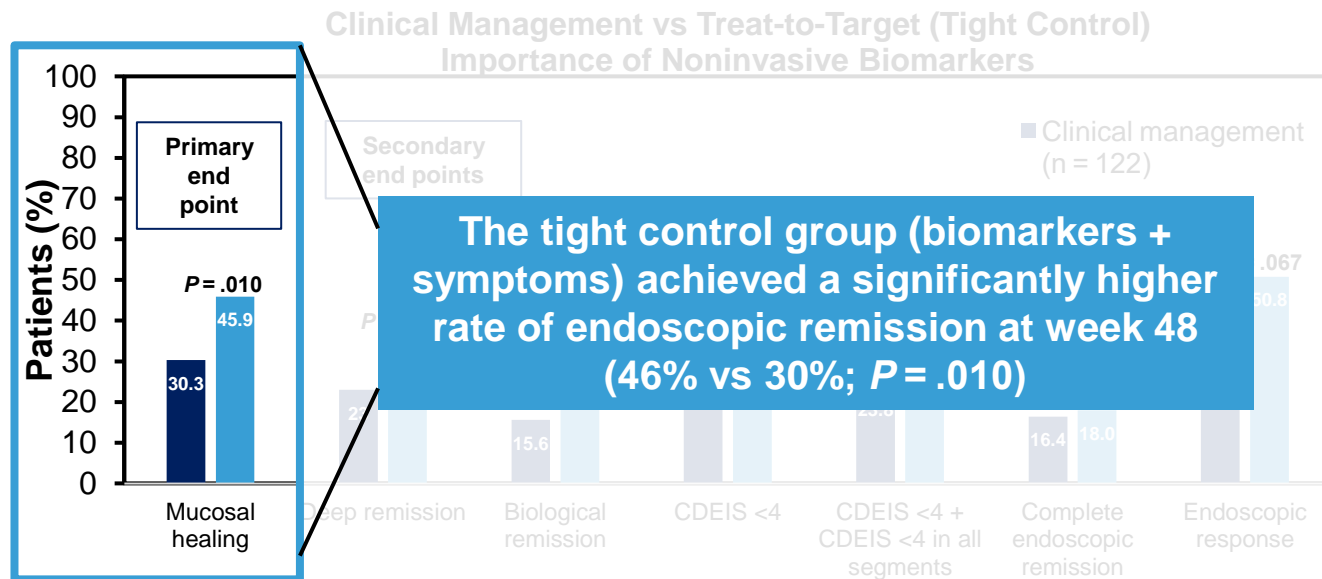 Clinical Management vs Treat-to-Target (Tight Control)
Importance of Noninvasive Biomarkers
Patients (%)
100
90
80
70
60
50
40
30
20
10
0
Primary
end
point
Secondary
end points
Clinical management
(n = 122)
The tight control group (biomarkers +
symptoms) achieved a significantly higher
rate of endoscopic remission at week 48
(46% vs 30%; P = .010)
P = .010
30.3
45.9
P
15.6
23.8
16.4
18.0
.067
50.8
Mucosal
healing
Deep remission
Biological
remission
CDEIS <4
CDEIS <4 +
CDEIS <4 in all
segments
Complete
endoscopic
remission
Endoscopic
response